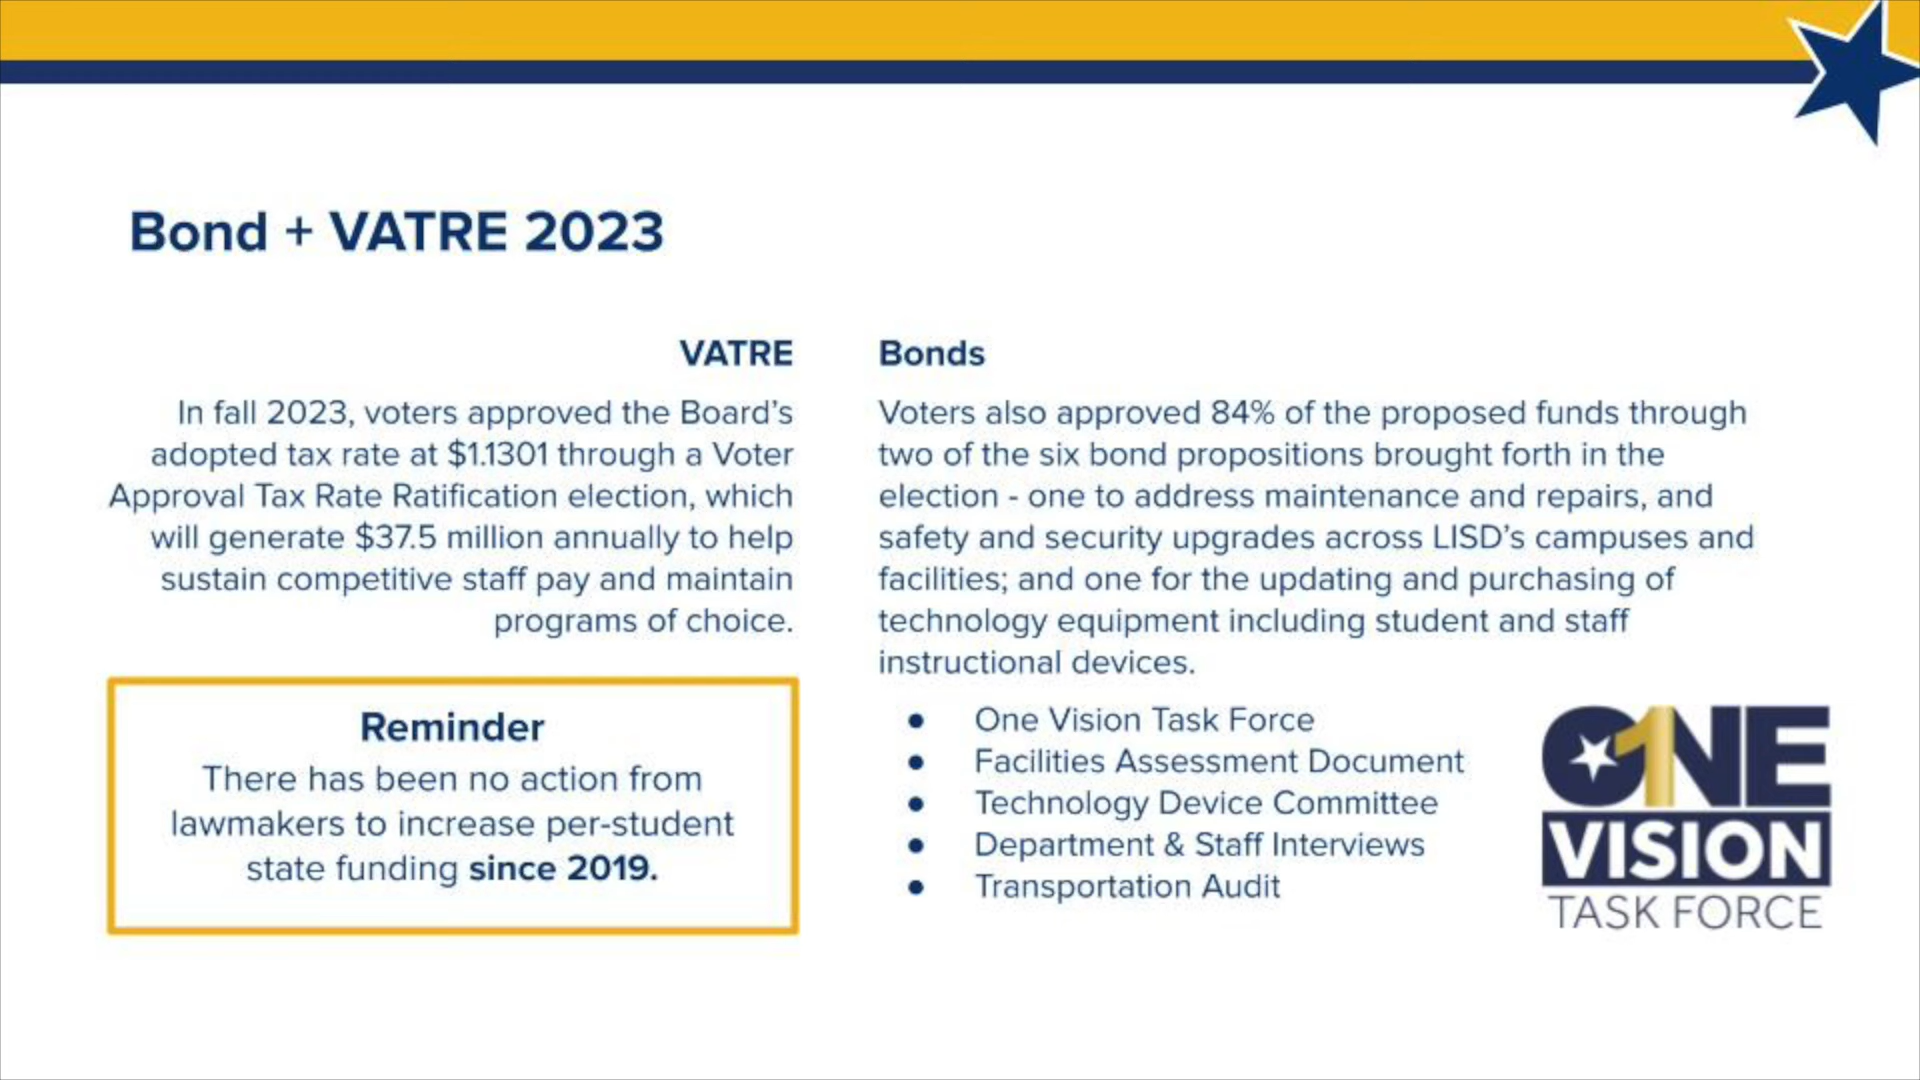 Bond + VATRE 2023
VATRE
In fall 2023, voters approved the Board's
adopted tax rate at $1.1301 through a Voter
Approval Tax Rate Ratification election, which
will generate $37.5 million annually to help
sustain competitive staff pay and maintain
programs of choice.
Reminder
There has been no action from
lawmakers to increase per-student
state funding since 2019.
Bonds
Voters also approved 84% of the proposed funds through
two of the six bond propositions brought forth in the
election - one to address maintenance and repairs, and
safety and security upgrades across LISD's campuses and
facilities; and one for the updating and purchasing of
technology equipment including student and staff
instructional devices.
● One Vision Task Force
● Facilities Assessment Document
● Technology Device Committee
● Department & Staff Interviews
● Transportation Audit
ONE
VISION
TASK FORCE